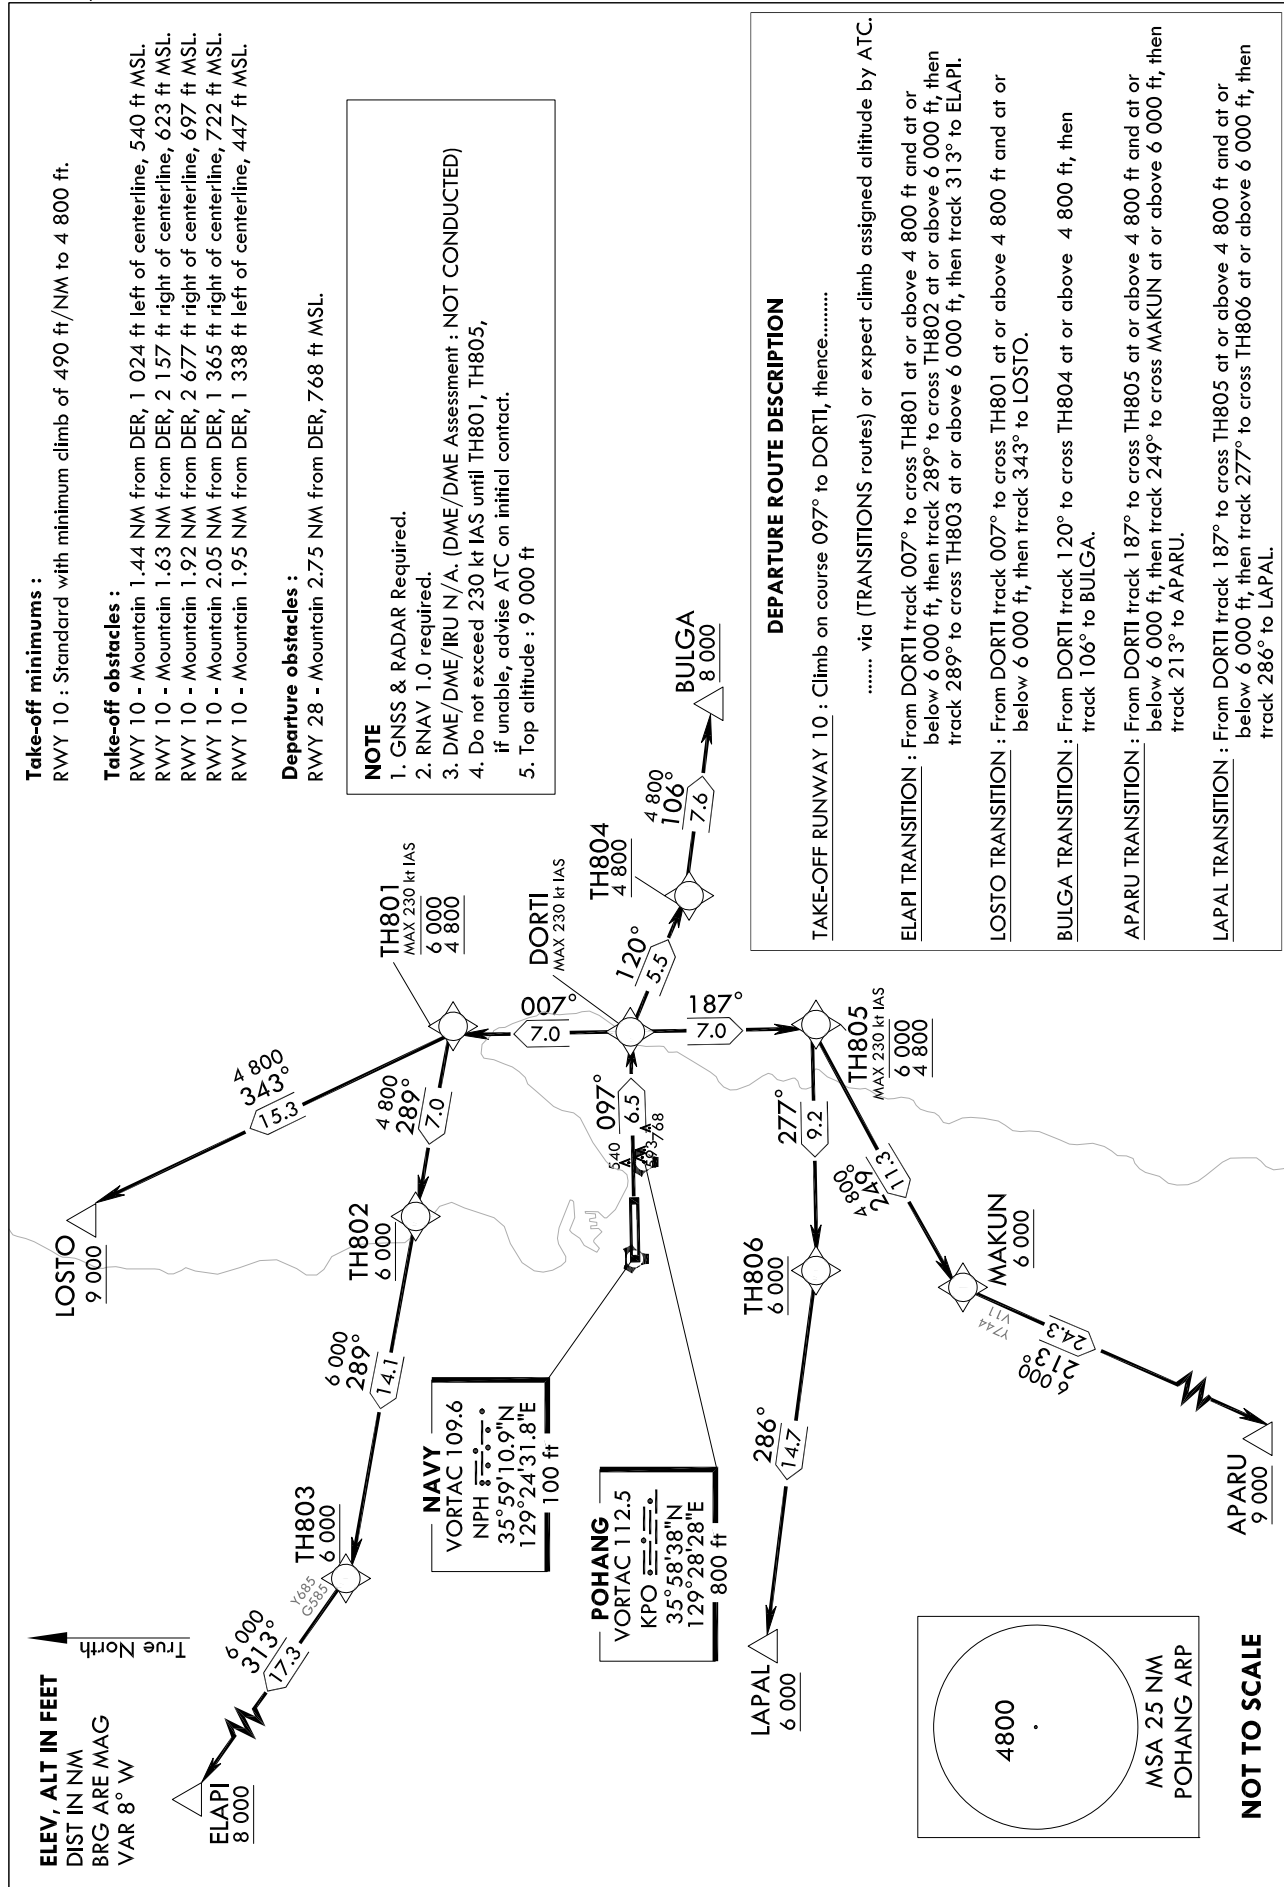 ELEV, ALT IN FEET
DIST IN NM
BRG ARE MAG
VAR 8° W
True North
Take-off minimums :
RWY 10 : Standard with minimum climb of 490 ft/NM to 4 800 ft.
Take-off obstacles :
RWY 10 - Mountain 1.44 NM from DER, 1 024 ft left of centerline, 540 ft MSL.
RWY 10 - Mountain 1.63 NM from DER, 2 157 ft right of centerline, 623 ft MSL.
RWY 10 - Mountain 1.92 NM from DER, 2 677 ft right of centerline, 697 ft MSL.
RWY 10 - Mountain 2.05 NM from DER, 1 365 ft right of centerline, 722 ft MSL.
RWY 10 - Mountain 1.95 NM from DER, 1 338 ft left of centerline, 447 ft MSL.
Departure obstacles :
RWY 28 - Mountain 2.75 NM from DER, 768 ft MSL.
NOTE
1. GNSS & RADAR Required.
2. RNAV 1.0 required.
3. DME/DME/IRU N/A. (DME/DME Assessment : NOT CONDUCTED)
4. Do not exceed 230 kt IAS until TH801, TH805,
if unable, advise ATC on initial contact.
5. Top altitude : 9 000 ft
ELAPI
8 000
6 000
313°
17.3
Y685
G585
TH803
6 000
6 000
289°
14.1
TH802
6 000
4 800
289°
7.0
LOSTO
9 000
4 800
343°
15.3
TH801
MAX 230 kt IAS
6 000
4 800
007°
7.0
DORTI
MAX 230 kt IAS
097°
6.5
540
593
768
120°
5.5
TH804
4 800
4 800
106°
7.6
BULGA
8 000
187°
7.0
TH805
MAX 230 kt IAS
6 000
4 800
277°
9.2
TH806
6 000
286°
14.7
LAPAL
6 000
4 800
249°
11.3
MAKUN
6 000
Y744
V11
6 000
213°
24.3
APARU
9 000
NAVY
VORTAC 109.6
NPH
35°59'10.9"N
129°24'31.8"E
100 ft
POHANG
VORTAC 112.5
KPO
35°58'38"N
129°28'28"E
800 ft
4800
MSA 25 NM
POHANG ARP
NOT TO SCALE
DEPARTURE ROUTE DESCRIPTION
TAKE-OFF RUNWAY 10 : Climb on course 097° to DORTI, thence.........
........ via (TRANSITIONS routes) or expect climb assigned altitude by ATC.
ELAPI TRANSITION : From DORTI track 007° to cross TH801 at or above 4 800 ft and at or
below 6 000 ft, then track 289° to cross TH802 at or above 6 000 ft, then
track 289° to cross TH803 at or above 6 000 ft, then track 313° to ELAPI.
LOSTO TRANSITION : From DORTI track 007° to cross TH801 at or above 4 800 ft and at or
below 6 000 ft, then track 343° to LOSTO.
BULGA TRANSITION : From DORTI track 120° to cross TH804 at or above 4 800 ft, then
track 106° to BULGA.
APARU TRANSITION : From DORTI track 187° to cross TH805 at or above 4 800 ft and at or
below 6 000 ft, then track 249° to cross MAKUN at or above 6 000 ft, then
track 213° to APARU.
LAPAL TRANSITION : From DORTI track 187° to cross TH805 at or above 4 800 ft and at or
below 6 000 ft, then track 277° to cross TH806 at or above 6 000 ft, then
track 286° to LAPAL.